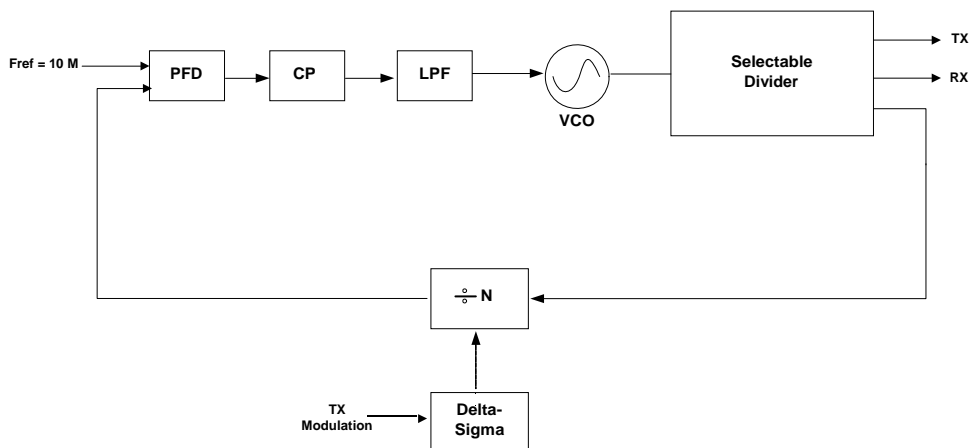 Fref = 10 M
PFD
CP
LPF
VCO
Selectable
Divider
TX
RX
÷ N
TX
Modulation
Delta-
Sigma